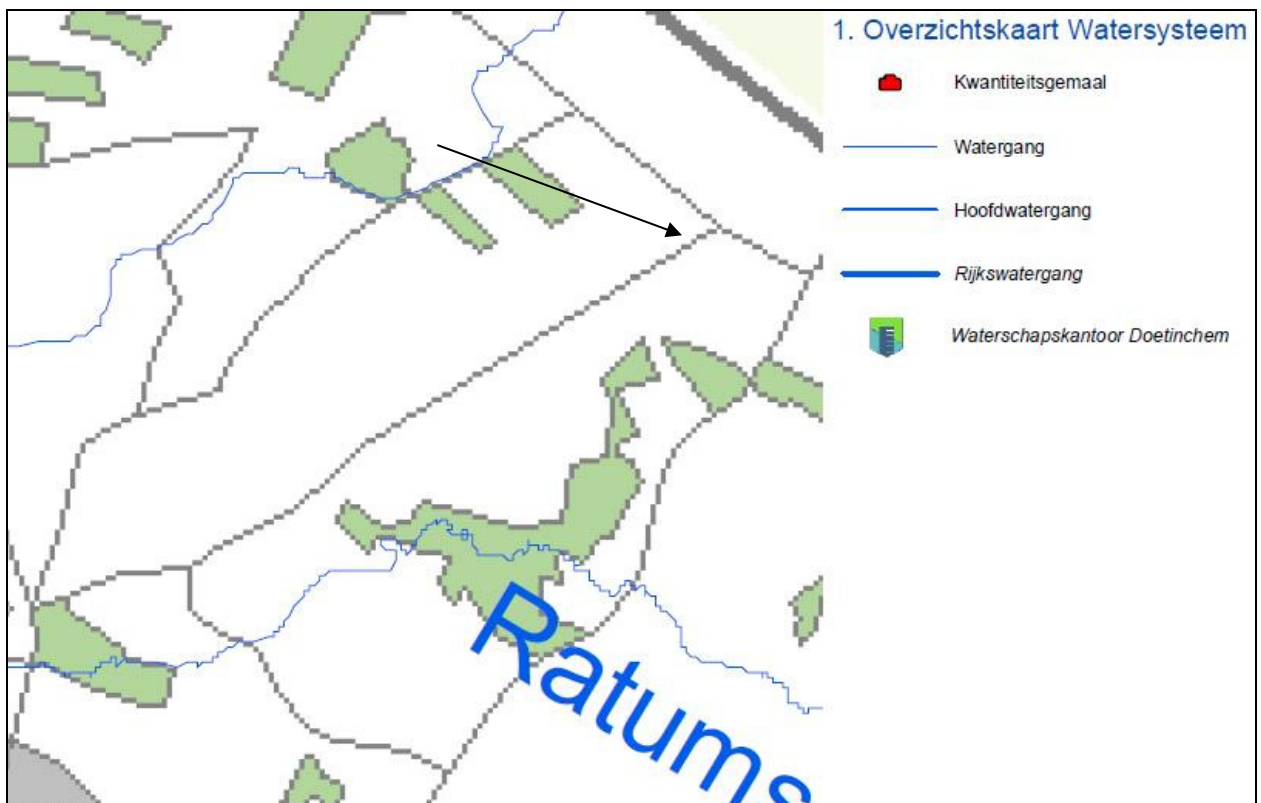 1. Overzichtskaart Watersysteem
Kwantiteitsgemaal
Watergang
Hoofdwatergang
Rijkswatergang
Waterschapskantoor Doetinchem
Ratums